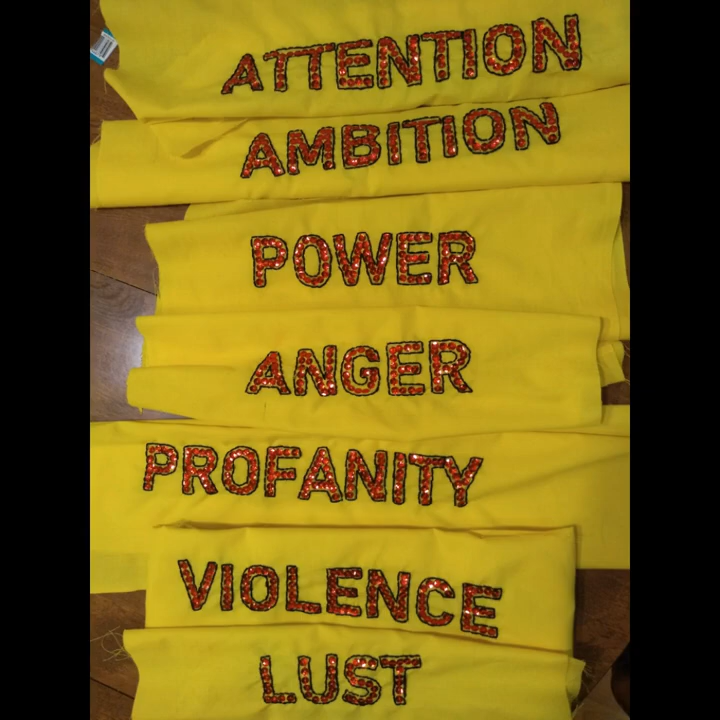 ATTENTION
AMBITION
POWER
ANGER
PROFANITY
VIOLENCE
LUST